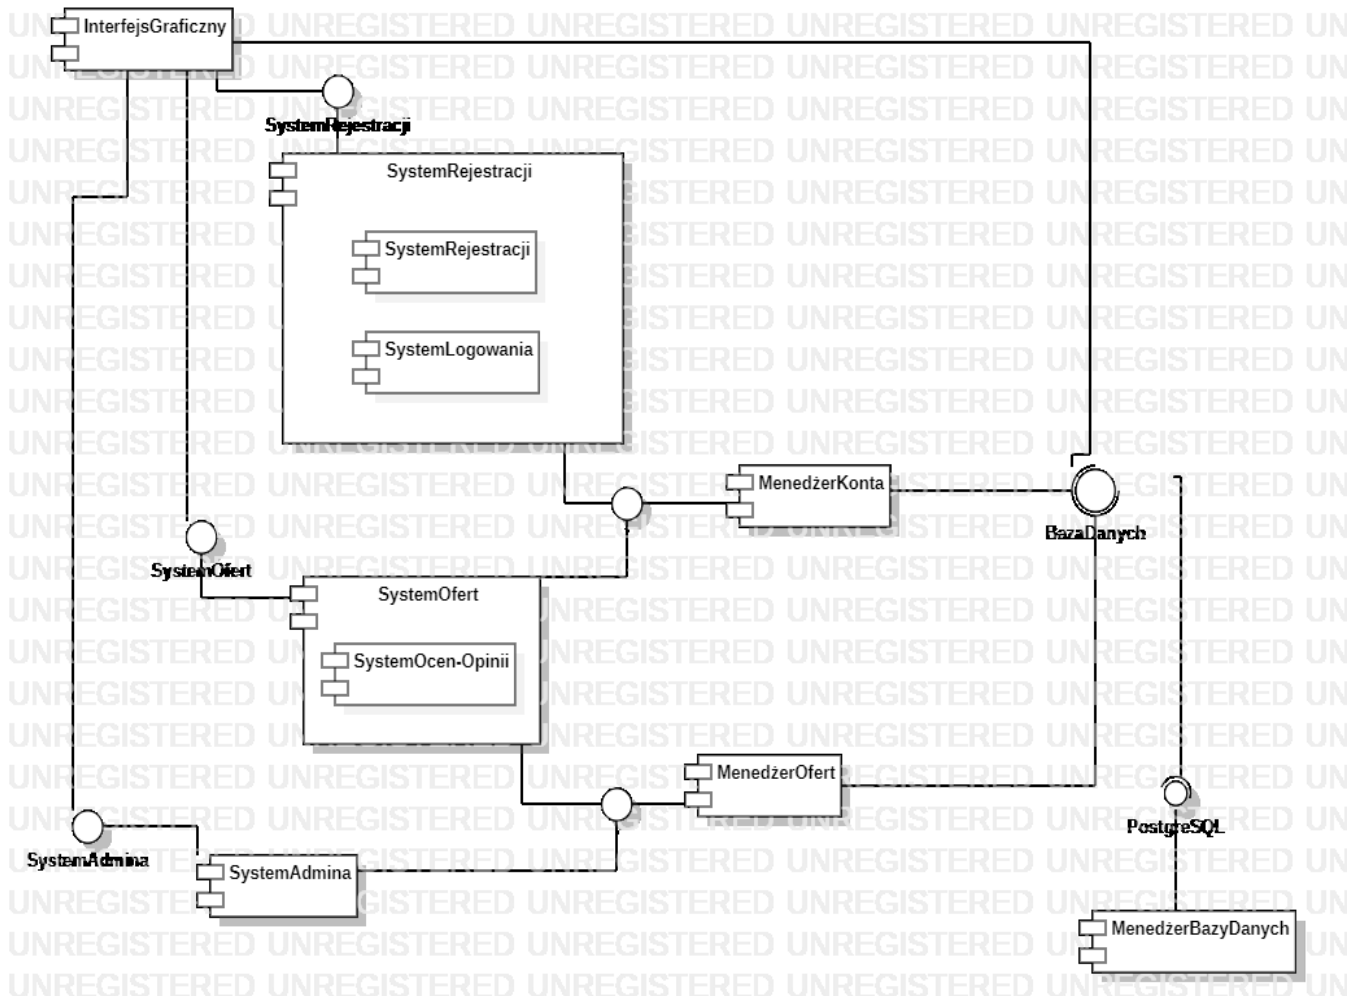 InterfejsGraficzny
SystemRejestracji
SystemRejestracji
SystemRejestracji
SystemLogowania
MenedżerKonta
BazaDanych
SystemOfert
SystemOfert
SystemOcen-Opinii
MenedżerOfert
PostgreSQL
SystemAdmina
SystemAdmina
MenedżerBazyDanych
UNREGISTERED UNREGISTERED UNREGISTERED UNREGISTERED UNREGISTERED UN